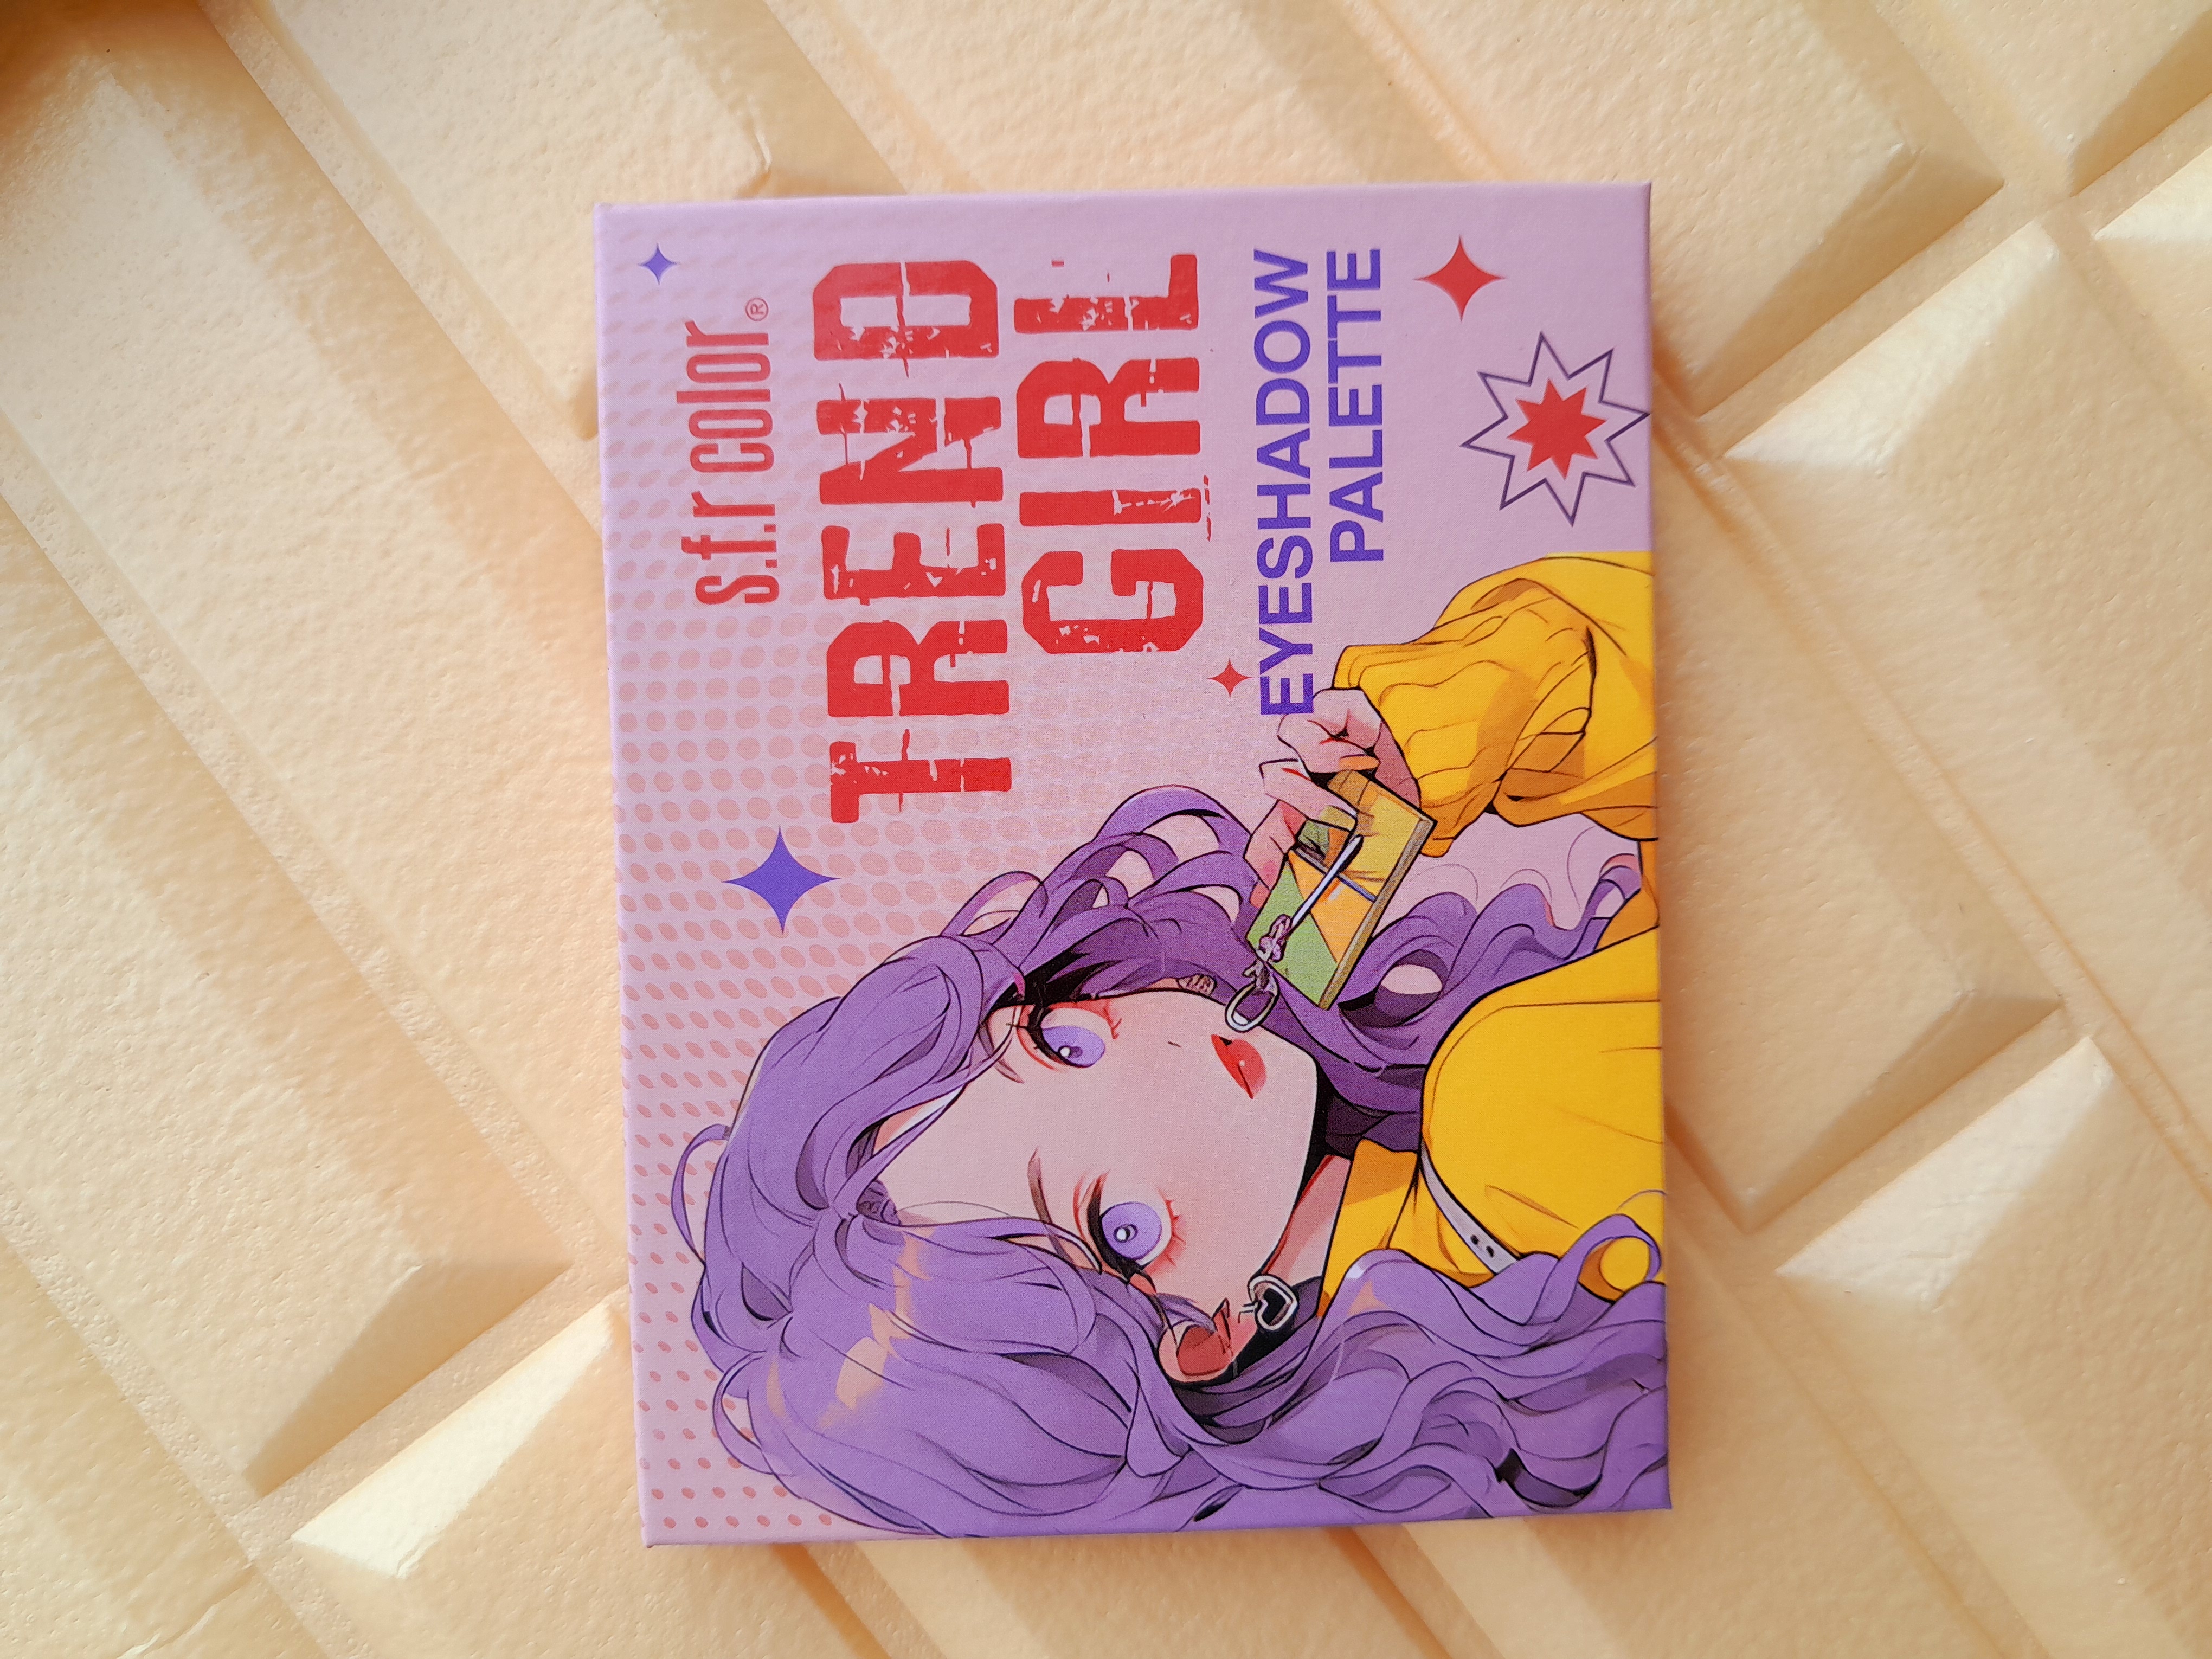 s.f.r color®
TREND
GIRL
EYESHADOW
PALETTE